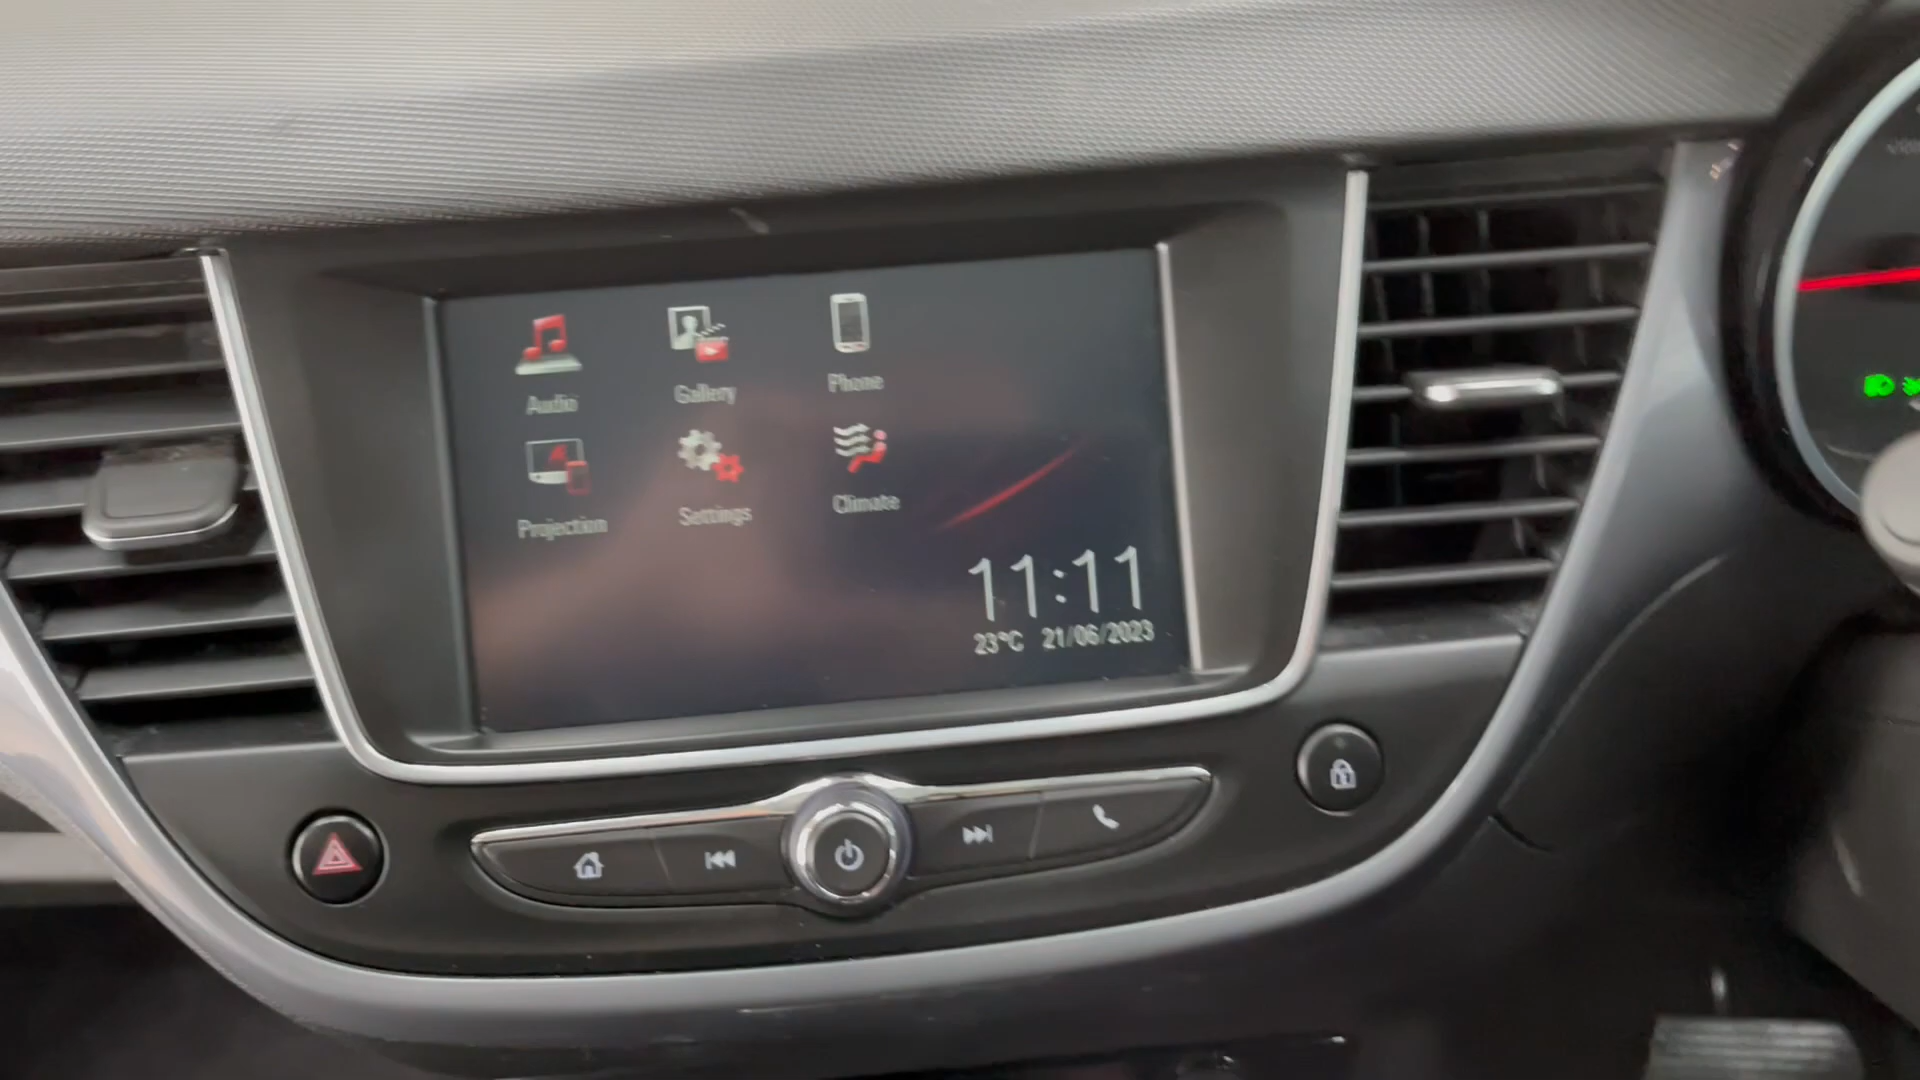 Audio Gallery Phone
Projection Settings Climate
11:11
23°C 21/06/2023